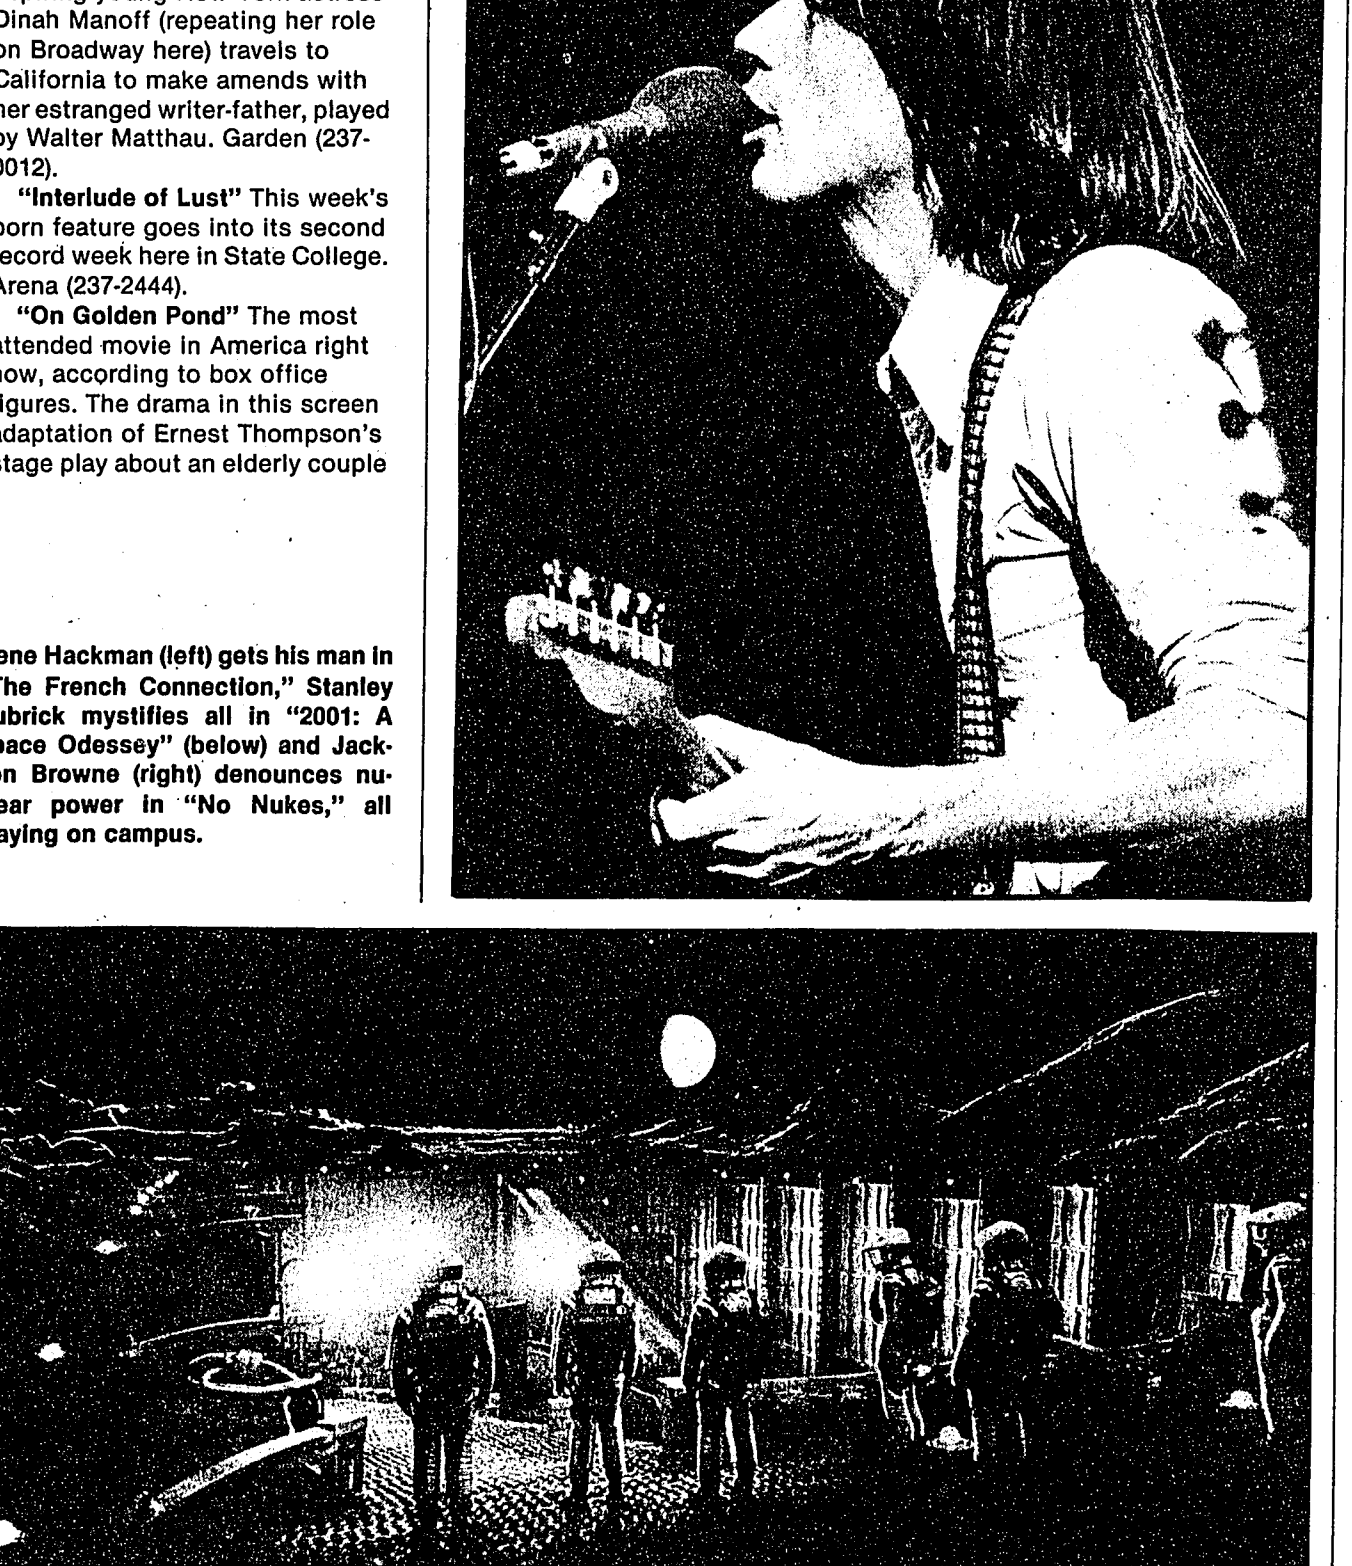 Dinah Manoff (repeating her role
on Broadway here) travels to
California to make amends with
her estranged writer-father, played
by Walter Matthau. Garden (237-
0012).
“Interlude of Lust” This week's
porn feature goes into its second
record week here in State College.
Arena (237-2444).
“On Golden Pond” The most
attended movie in America right
now, according to box office
figures. The drama in this screen
adaptation of Ernest Thompson's
stage play about an elderly couple
ene Hackman (left) gets his man in
The French Connection,” Stanley
ubrick mystifies all in “2001: A
pace Odessey” (below) and Jack-
on Browne (right) denounces nu-
ear power in “No Nukes,” all
laying on campus.